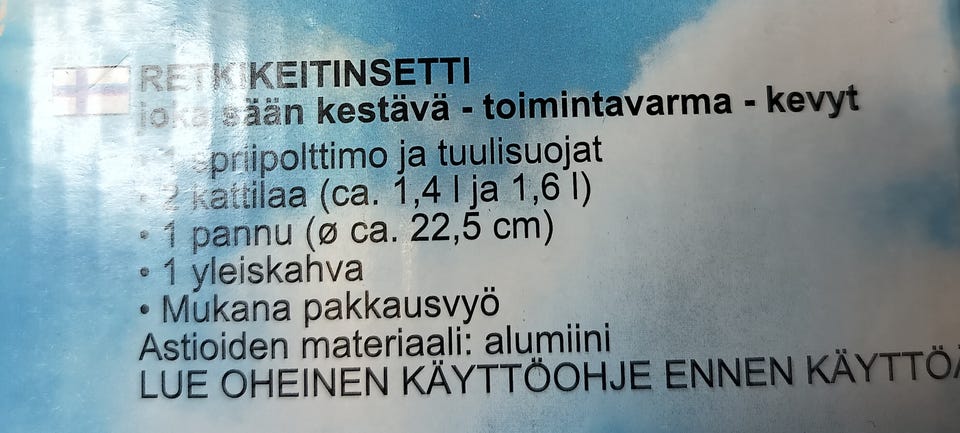 RETKIKEITINSETTI
joka sään kestävä - toimintavarma - kevyt
• 1 spriipolttimo ja tuulisuojat
• 2 kattilaa (ca. 1,4 l ja 1,6 l)
• 1 pannu (ø ca. 22,5 cm)
• 1 yleiskahva
• Mukana pakkausvyö
Astioiden materiaali: alumiini
LUE OHEINEN KÄYTTÖOHJE ENNEN KÄYTTÖÄ